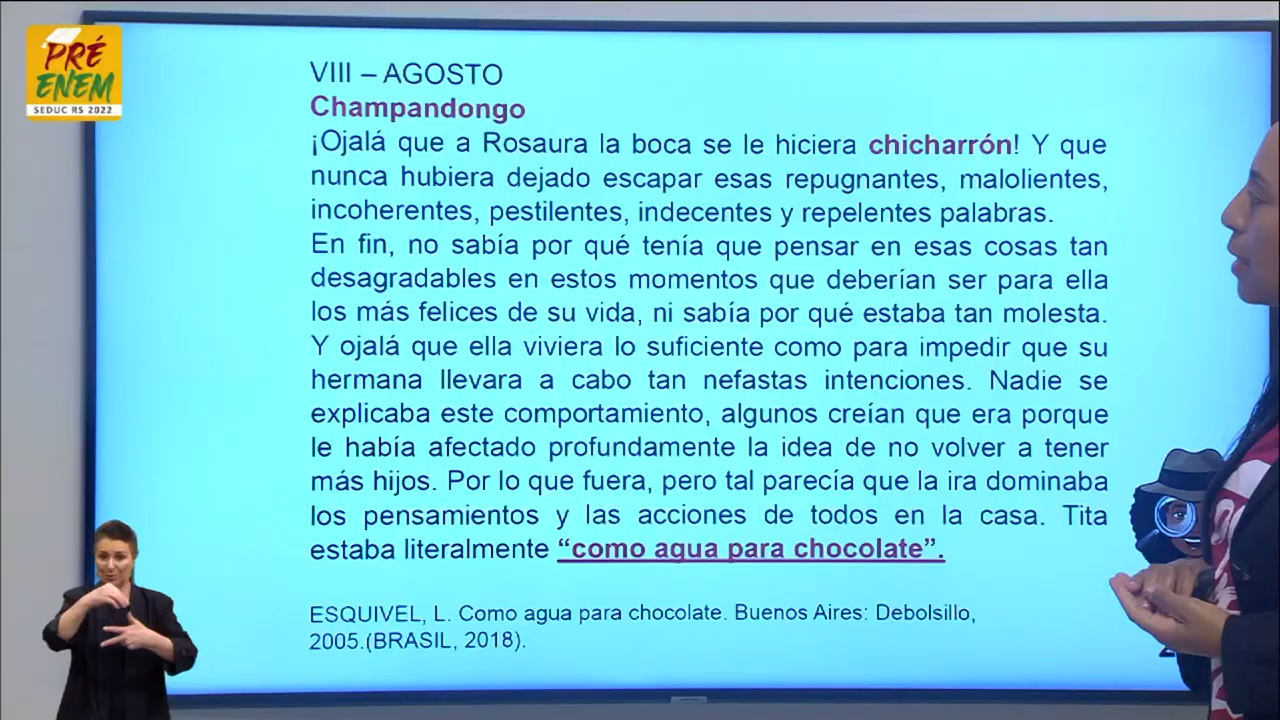 PRÉ
ENEM
SEDUC RS 2022
VIII – AGOSTO
Champandongo
¡Ojalá que a Rosaura la boca se le hiciera chicharrón! Y que
nunca hubiera dejado escapar esas repugnantes, malolientes,
incoherentes, pestilentes, indecentes y repelentes palabras.
En fin, no sabía por qué tenía que pensar en esas cosas tan
desagradables en estos momentos que deberían ser para ella
los más felices de su vida, ni sabía por qué estaba tan molesta.
Y ojalá que ella viviera lo suficiente como para impedir que su
hermana llevara a cabo tan nefastas intenciones. Nadie se
explicaba este comportamiento, algunos creían que era porque
le había afectado profundamente la idea de no volver a tener
más hijos. Por lo que fuera, pero tal parecía que la ira dominaba
los pensamientos y las acciones de todos en la casa. Tita
estaba literalmente “como agua para chocolate”.
ESQUIVEL, L. Como agua para chocolate. Buenos Aires: Debolsillo,
2005.(BRASIL, 2018).